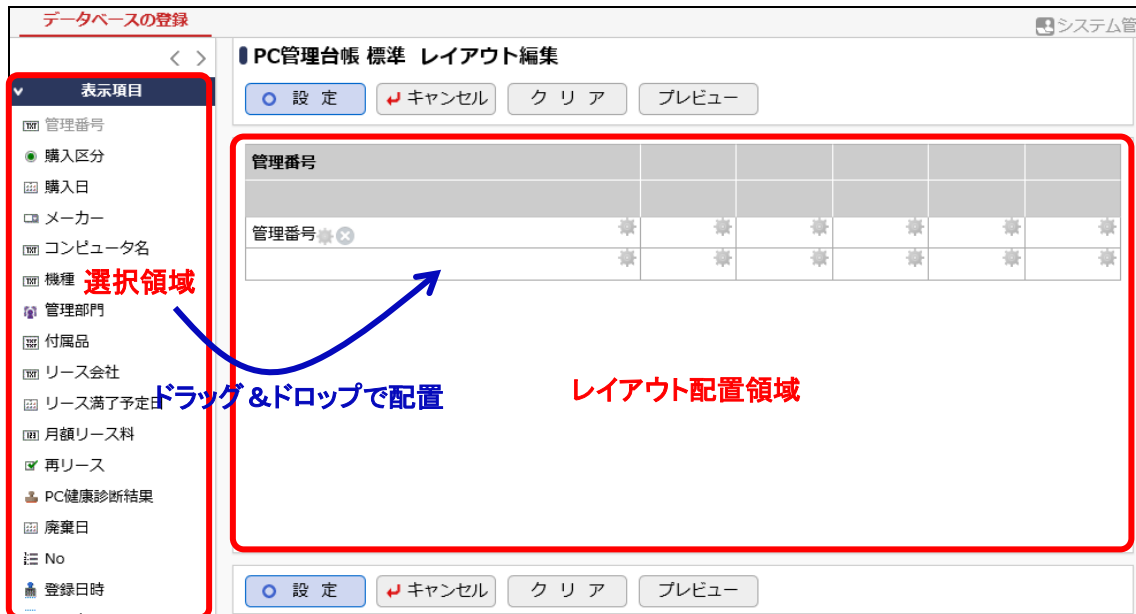 データベースの登録
システム管
< >
PC管理台帳 標準 レイアウト編集
表示項目
設 定
キャンセル
ク リ ア
プレビュー
管理番号
購入区分
購入日
メーカー
コンピュータ名
機種
管理部門
付属品
リース会社
リース満了予定日
月額リース料
再リース
PC健康診断結果
廃棄日
No
登録日時
選択領域
ドラッグ&ドロップで配置
管理番号
管理番号
レイアウト配置領域
設 定
キャンセル
ク リ ア
プレビュー